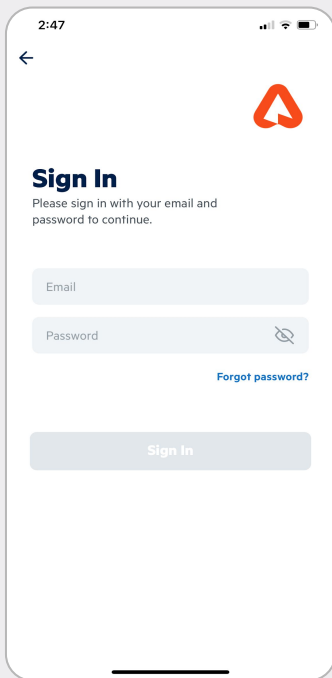 2:47
Sign In
Please sign in with your email and
password to continue.
Email
Password
Forgot password?
Sign In